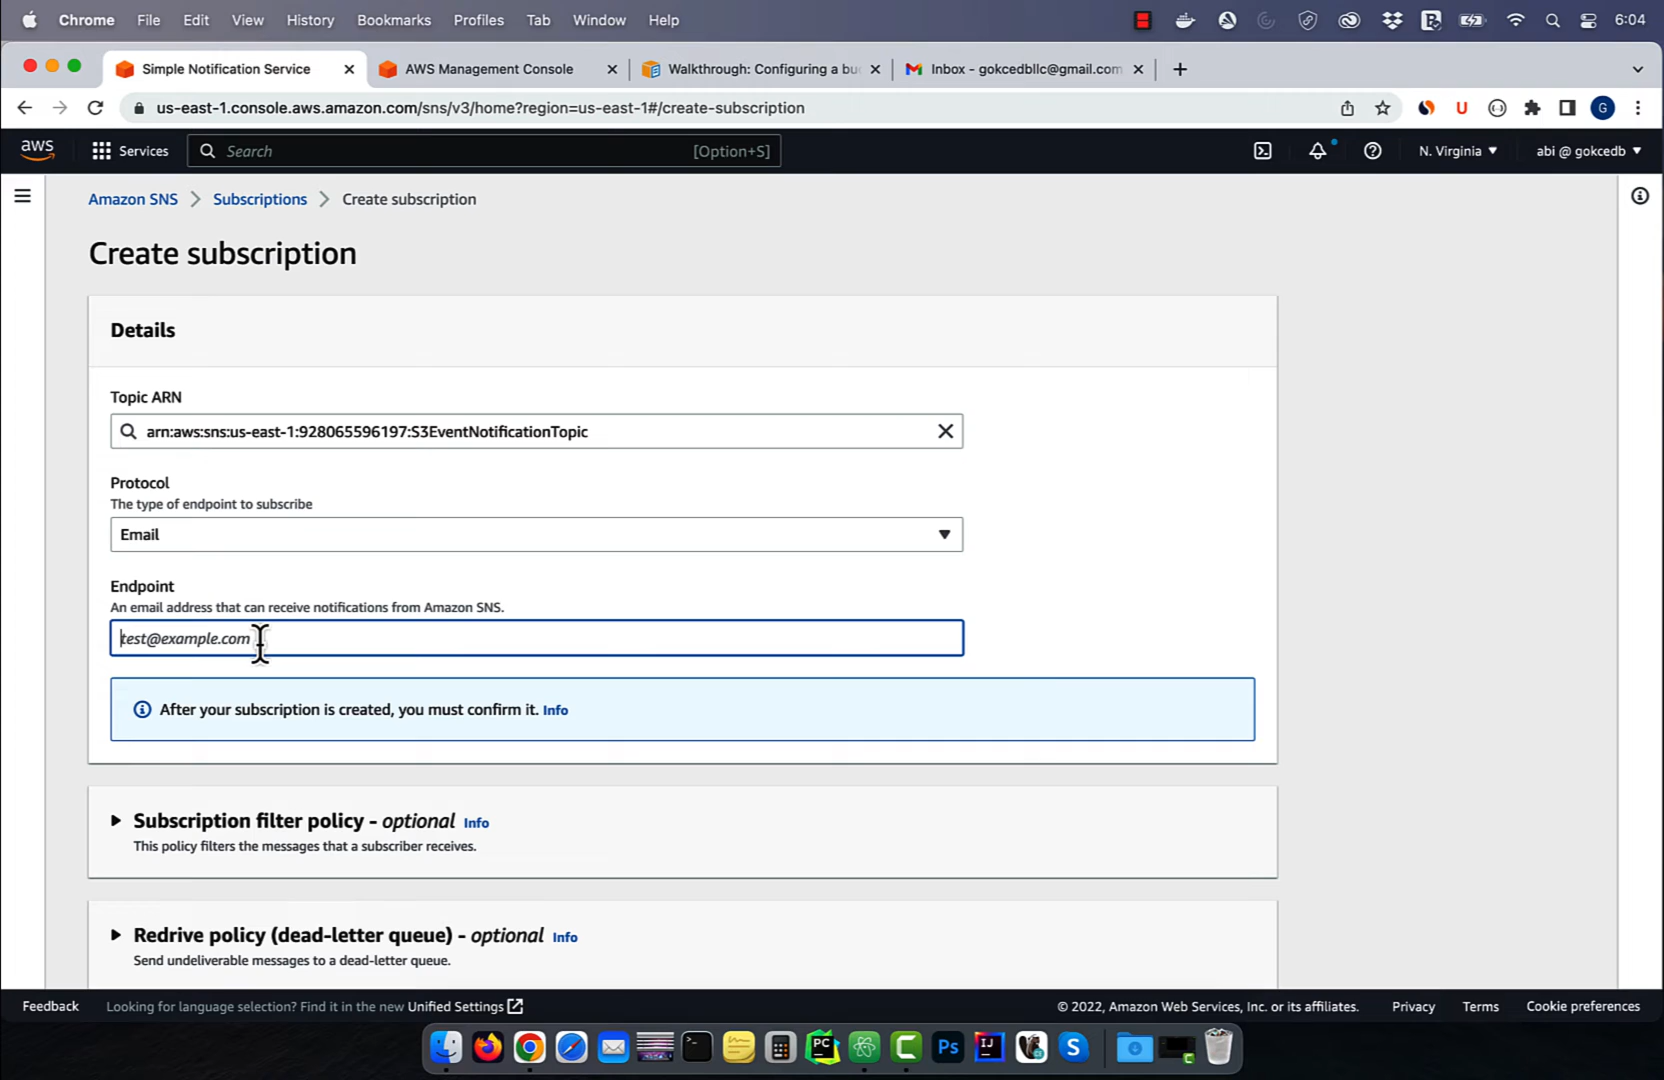 Chrome File Edit View History Bookmarks Profiles Tab Window Help 6:04
Simple Notification Service AWS Management Console Walkthrough: Configuring a buc Inbox - gokcedbllc@gmail.com
us-east-1.console.aws.amazon.com/sns/v3/home?region=us-east-1#/create-subscription U G
aws Services Search [Option+S] N. Virginia abi @ gokcedb
Amazon SNS Subscriptions Create subscription
Create subscription
Details
Topic ARN
arn:aws:sns:us-east-1:928065596197:S3EventNotificationTopic
Protocol
The type of endpoint to subscribe
Email
Endpoint
An email address that can receive notifications from Amazon SNS.
test@example.com
After your subscription is created, you must confirm it. Info
Subscription filter policy - optional Info
This policy filters the messages that a subscriber receives.
Redrive policy (dead-letter queue) - optional Info
Send undeliverable messages to a dead-letter queue.
Feedback Looking for language selection? Find it in the new Unified Settings © 2022, Amazon Web Services, Inc. or its affiliates. Privacy Terms Cookie preferences
PC Ps IJ S